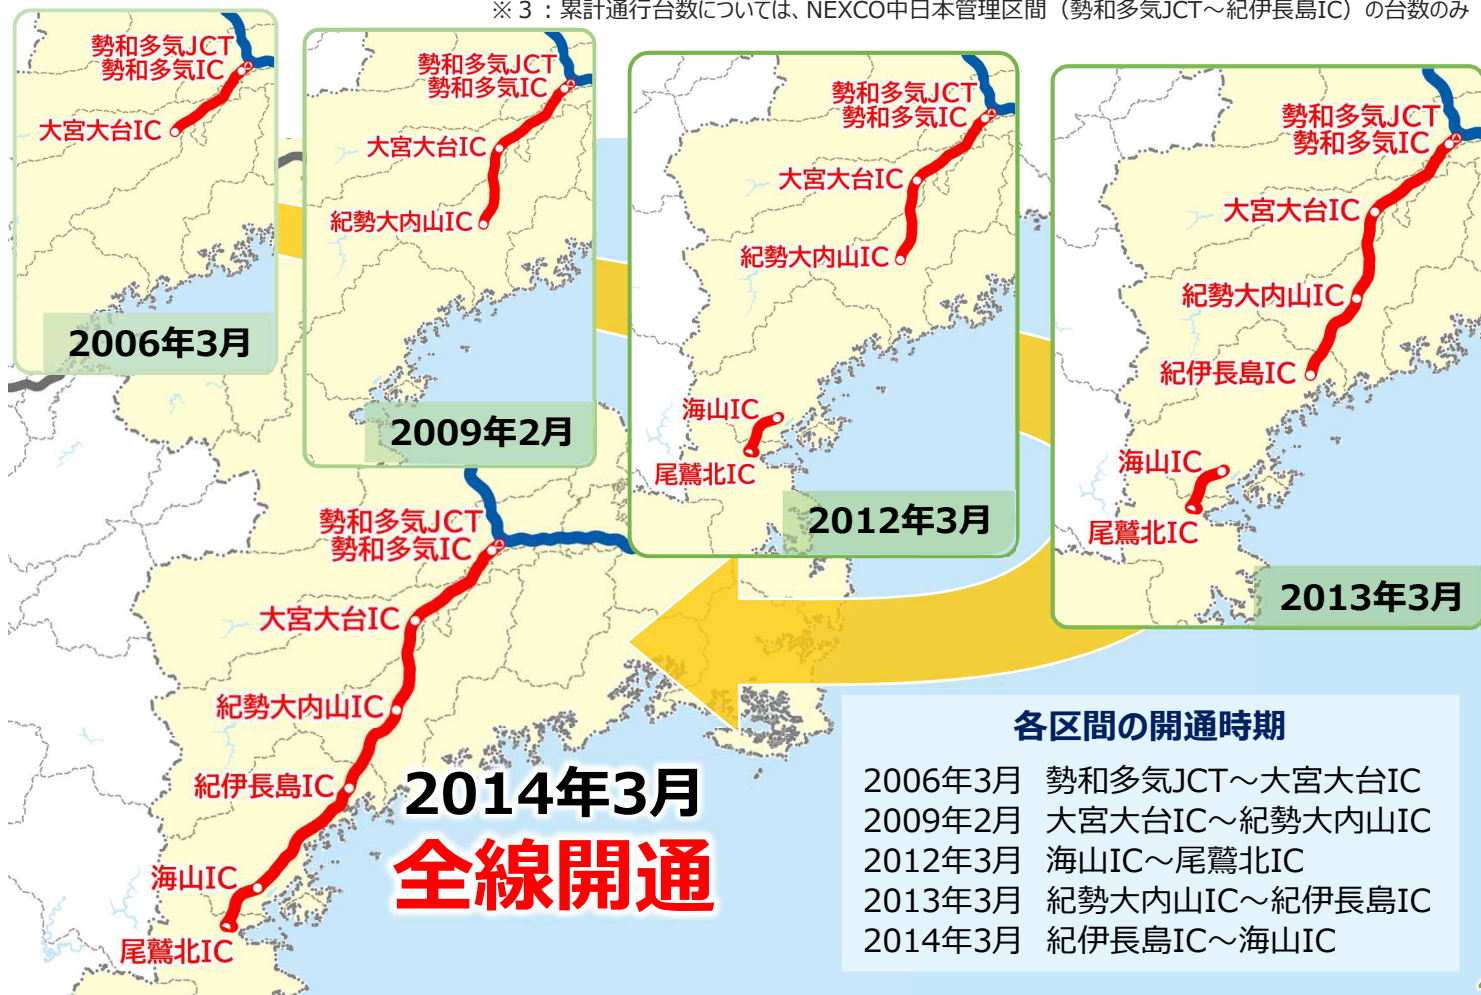 ※３：累計通行台数については、NEXCO中日本管理区間（勢和多気JCT～紀伊長島IC）の台数のみ
勢和多気JCT
勢和多気IC
大宮大台IC
2006年3月
勢和多気JCT
勢和多気IC
大宮大台IC
紀勢大内山IC
2009年2月
勢和多気JCT
勢和多気IC
大宮大台IC
紀勢大内山IC
海山IC
尾鷲北IC
2012年3月
勢和多気JCT
勢和多気IC
大宮大台IC
紀勢大内山IC
紀伊長島IC
海山IC
尾鷲北IC
2013年3月
勢和多気JCT
勢和多気IC
大宮大台IC
紀勢大内山IC
紀伊長島IC
海山IC
尾鷲北IC
2014年3月
全線開通
各区間の開通時期
2006年3月 勢和多気JCT～大宮大台IC
2009年2月 大宮大台IC～紀勢大内山IC
2012年3月 海山IC～尾鷲北IC
2013年3月 紀勢大内山IC～紀伊長島IC
2014年3月 紀伊長島IC～海山IC